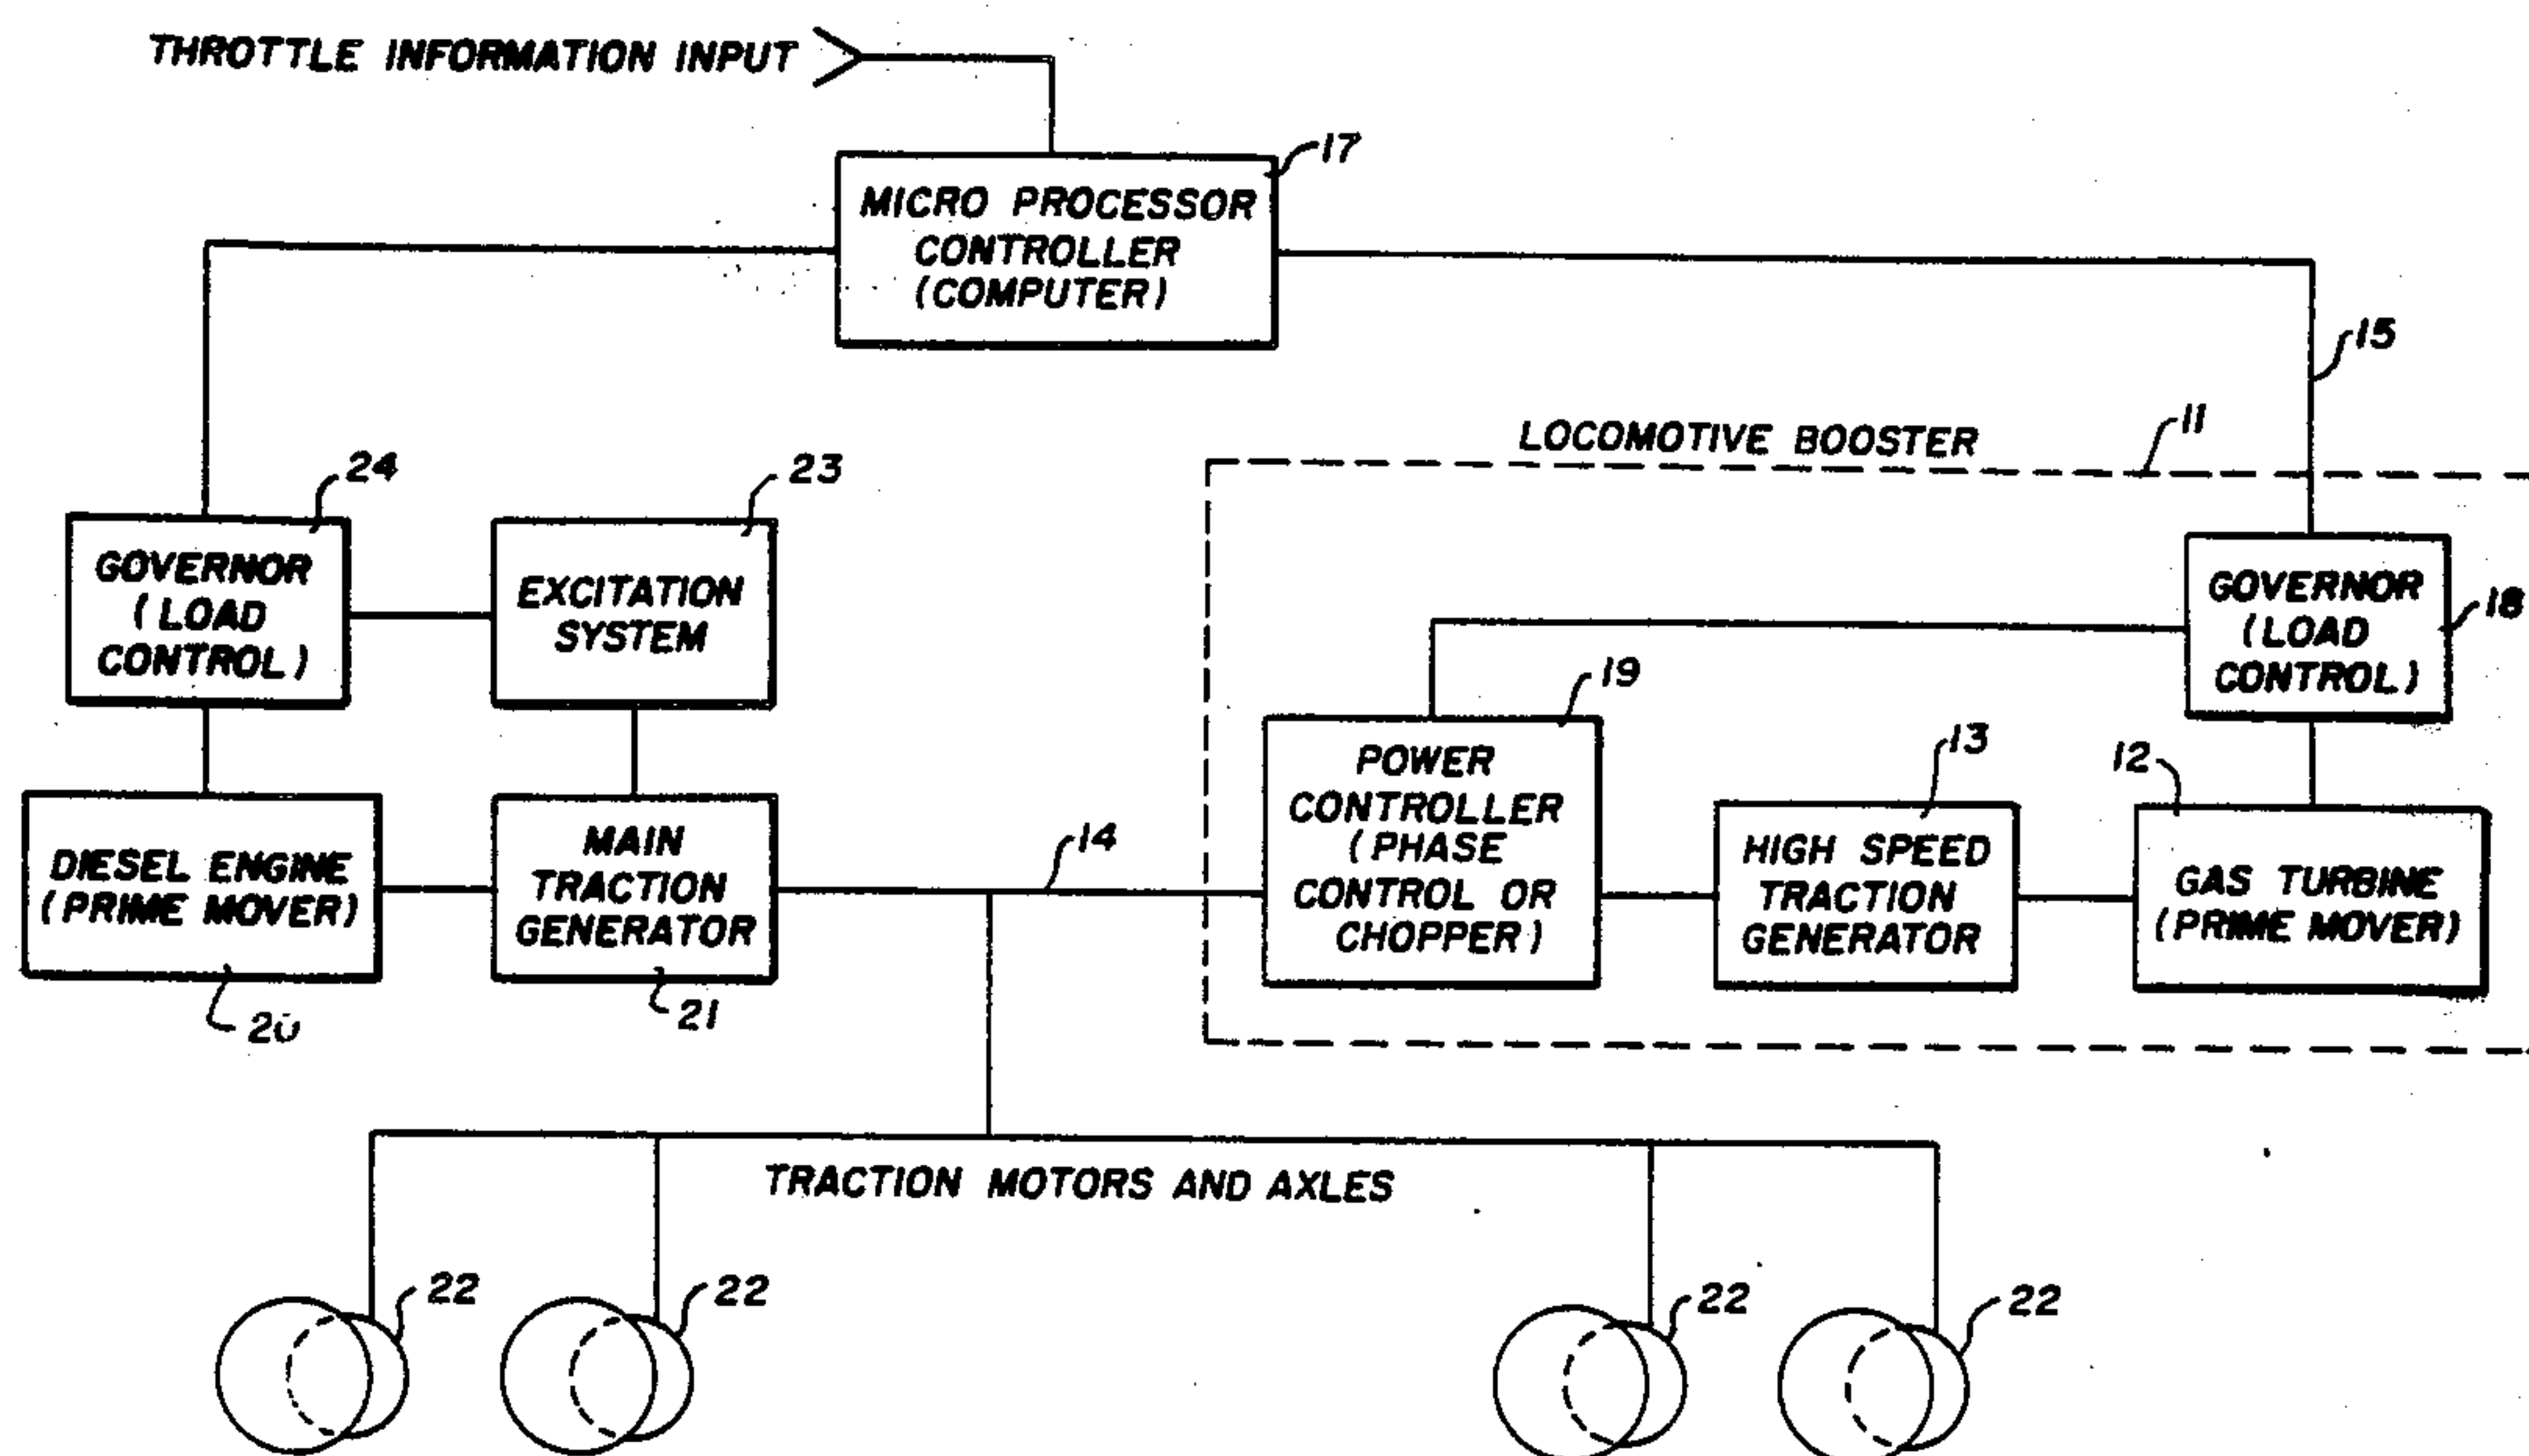 THROTTLE INFORMATION INPUT
17
MICRO PROCESSOR
CONTROLLER
(COMPUTER)
15
LOCOMOTIVE BOOSTER
11
24
23
GOVERNOR
(LOAD
CONTROL)
EXCITATION
SYSTEM
GOVERNOR
(LOAD
CONTROL)
18
19
POWER
CONTROLLER
(PHASE
CONTROL OR
CHOPPER)
13
12
MAIN
TRACTION
GENERATOR
14
DIESEL ENGINE
(PRIME MOVER)
HIGH SPEED
TRACTION
GENERATOR
GAS TURBINE
(PRIME MOVER)
20
21
TRACTION MOTORS AND AXLES
22
22
22
22